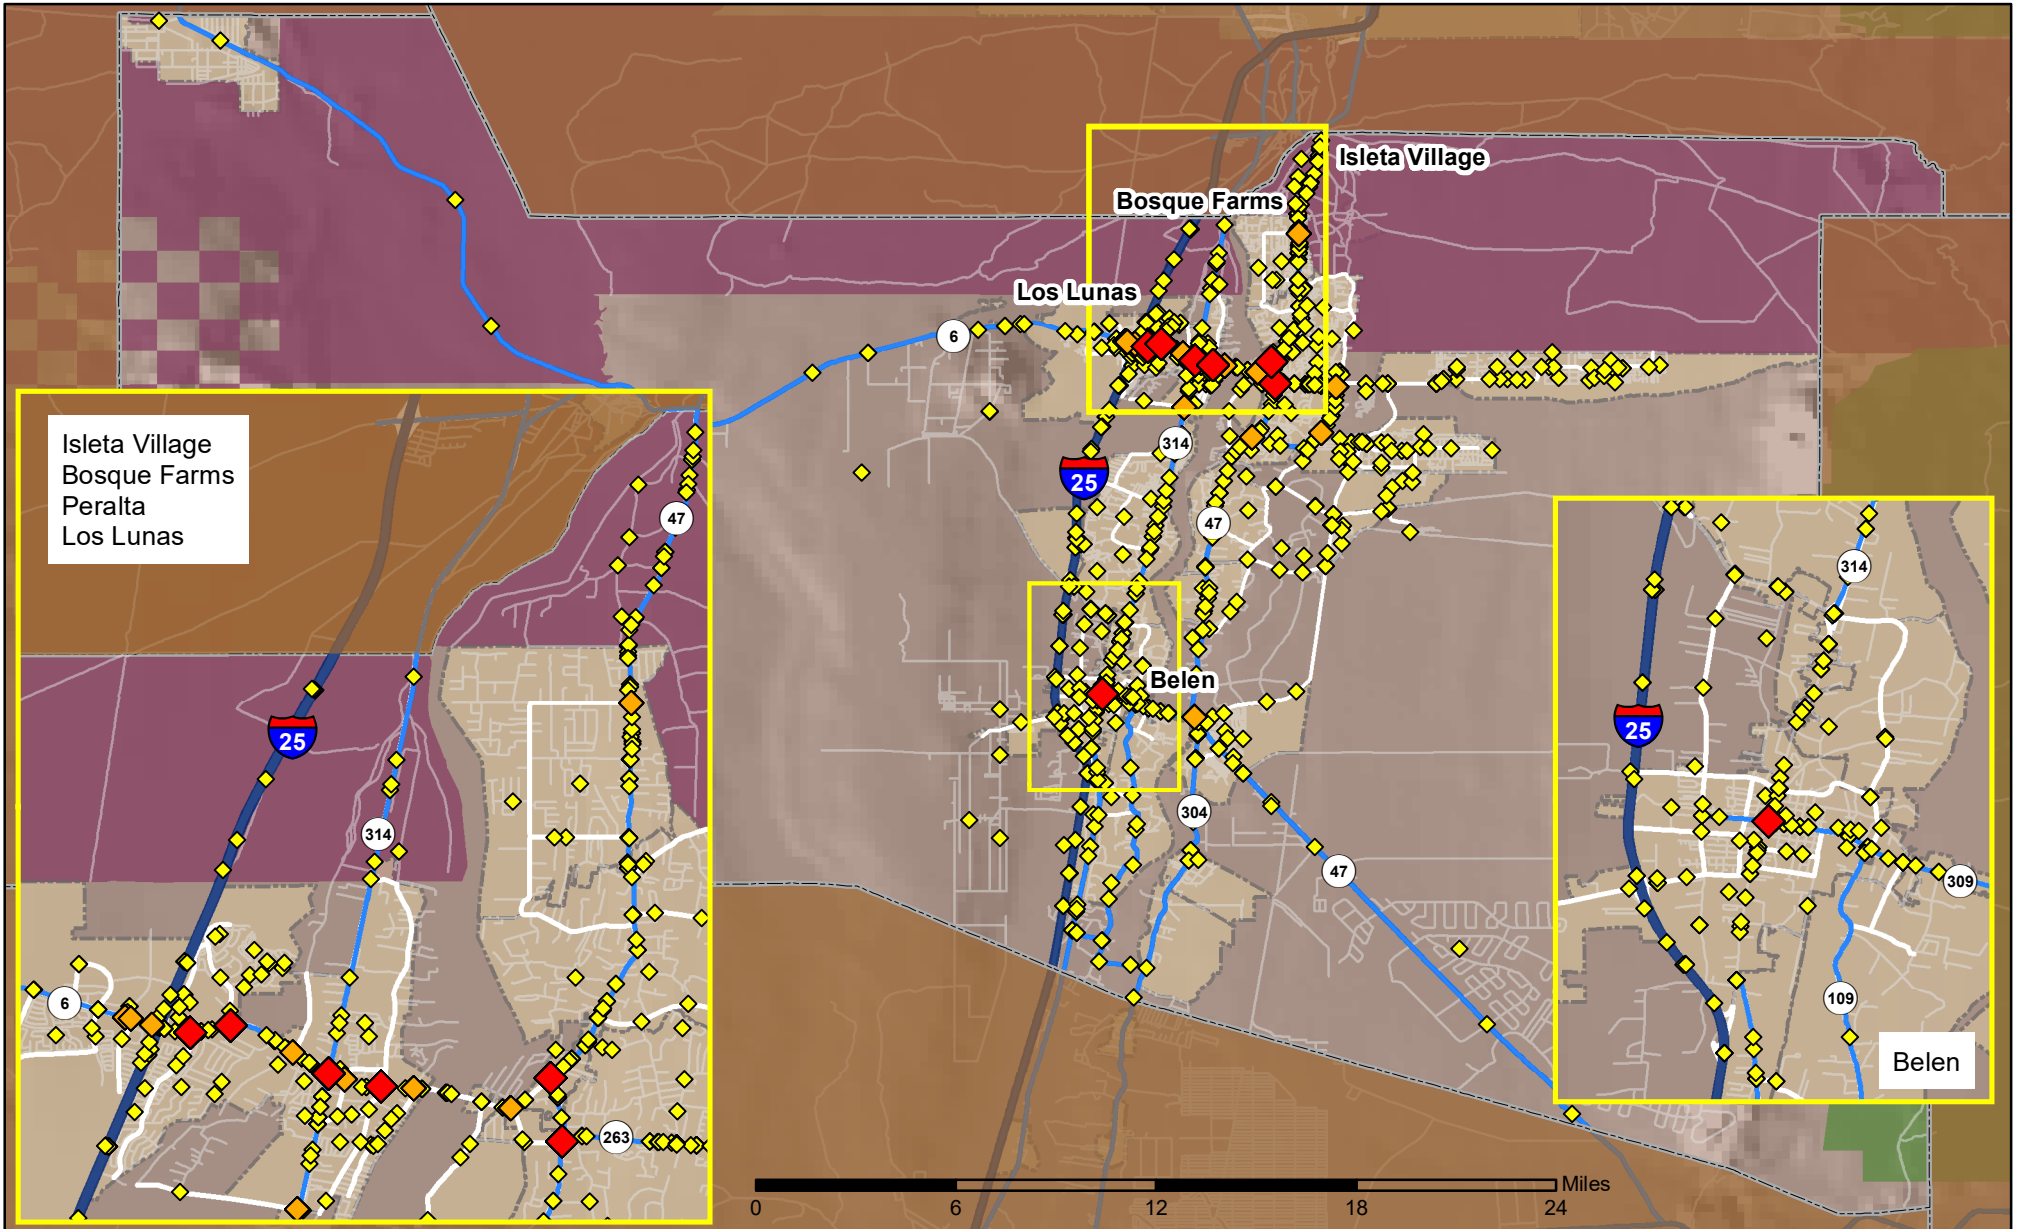 Isleta Village
Bosque Farms
Los Lunas
6
314
25
47
Belen
304
47
Isleta Village
Bosque Farms
Peralta
Los Lunas
47
25
314
6
263
314
25
309
109
Belen
0
6
12
18
24
Miles